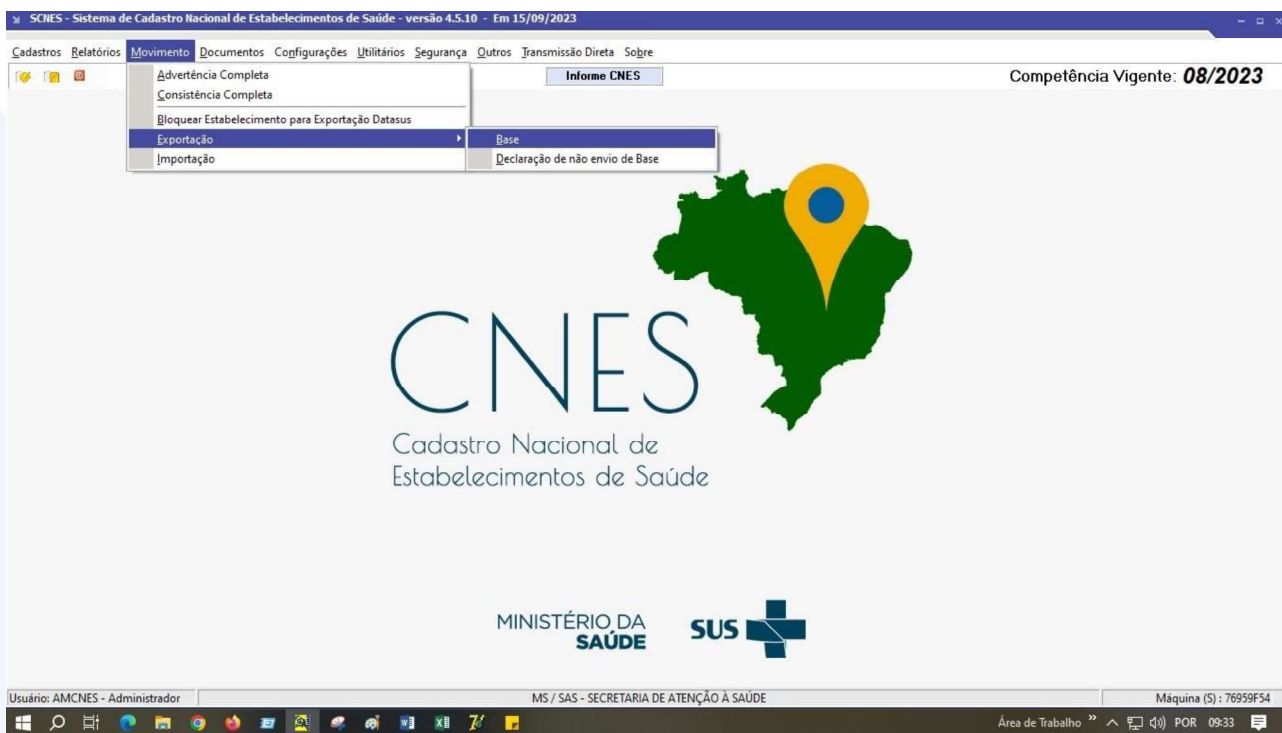 SCNES - Sistema de Cadastro Nacional de Estabelecimentos de Saúde - versão 4.5.10 - Em 15/09/2023
Cadastros Relatórios Movimento Documentos Configurações Utilitários Segurança Outros Transmissão Direta Sobre
Informe CNES
Competência Vigente: 08/2023
Advertência Completa
Consistência Completa
Bloquear Estabelecimento para Exportação Datasus
Exportação
Importação
Base
Declaração de não envio de Base
CNES
Cadastro Nacional de
Estabelecimentos de Saúde
MINISTÉRIO DA
SAÚDE
SUS
Usuário: AMCNES - Administrador
MS / SAS - SECRETARIA DE ATENÇÃO À SAÚDE
Máquina (S) : 76959F54
Área de Trabalho
POR 09:33